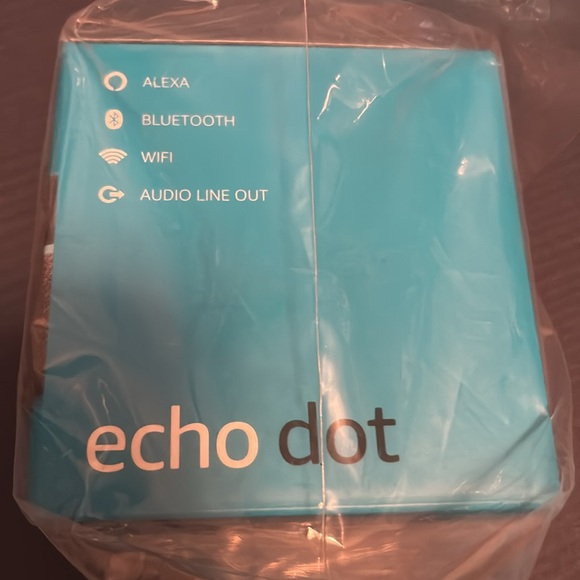 ALEXA
BLUETOOTH
WIFI
AUDIO LINE OUT
echo dot